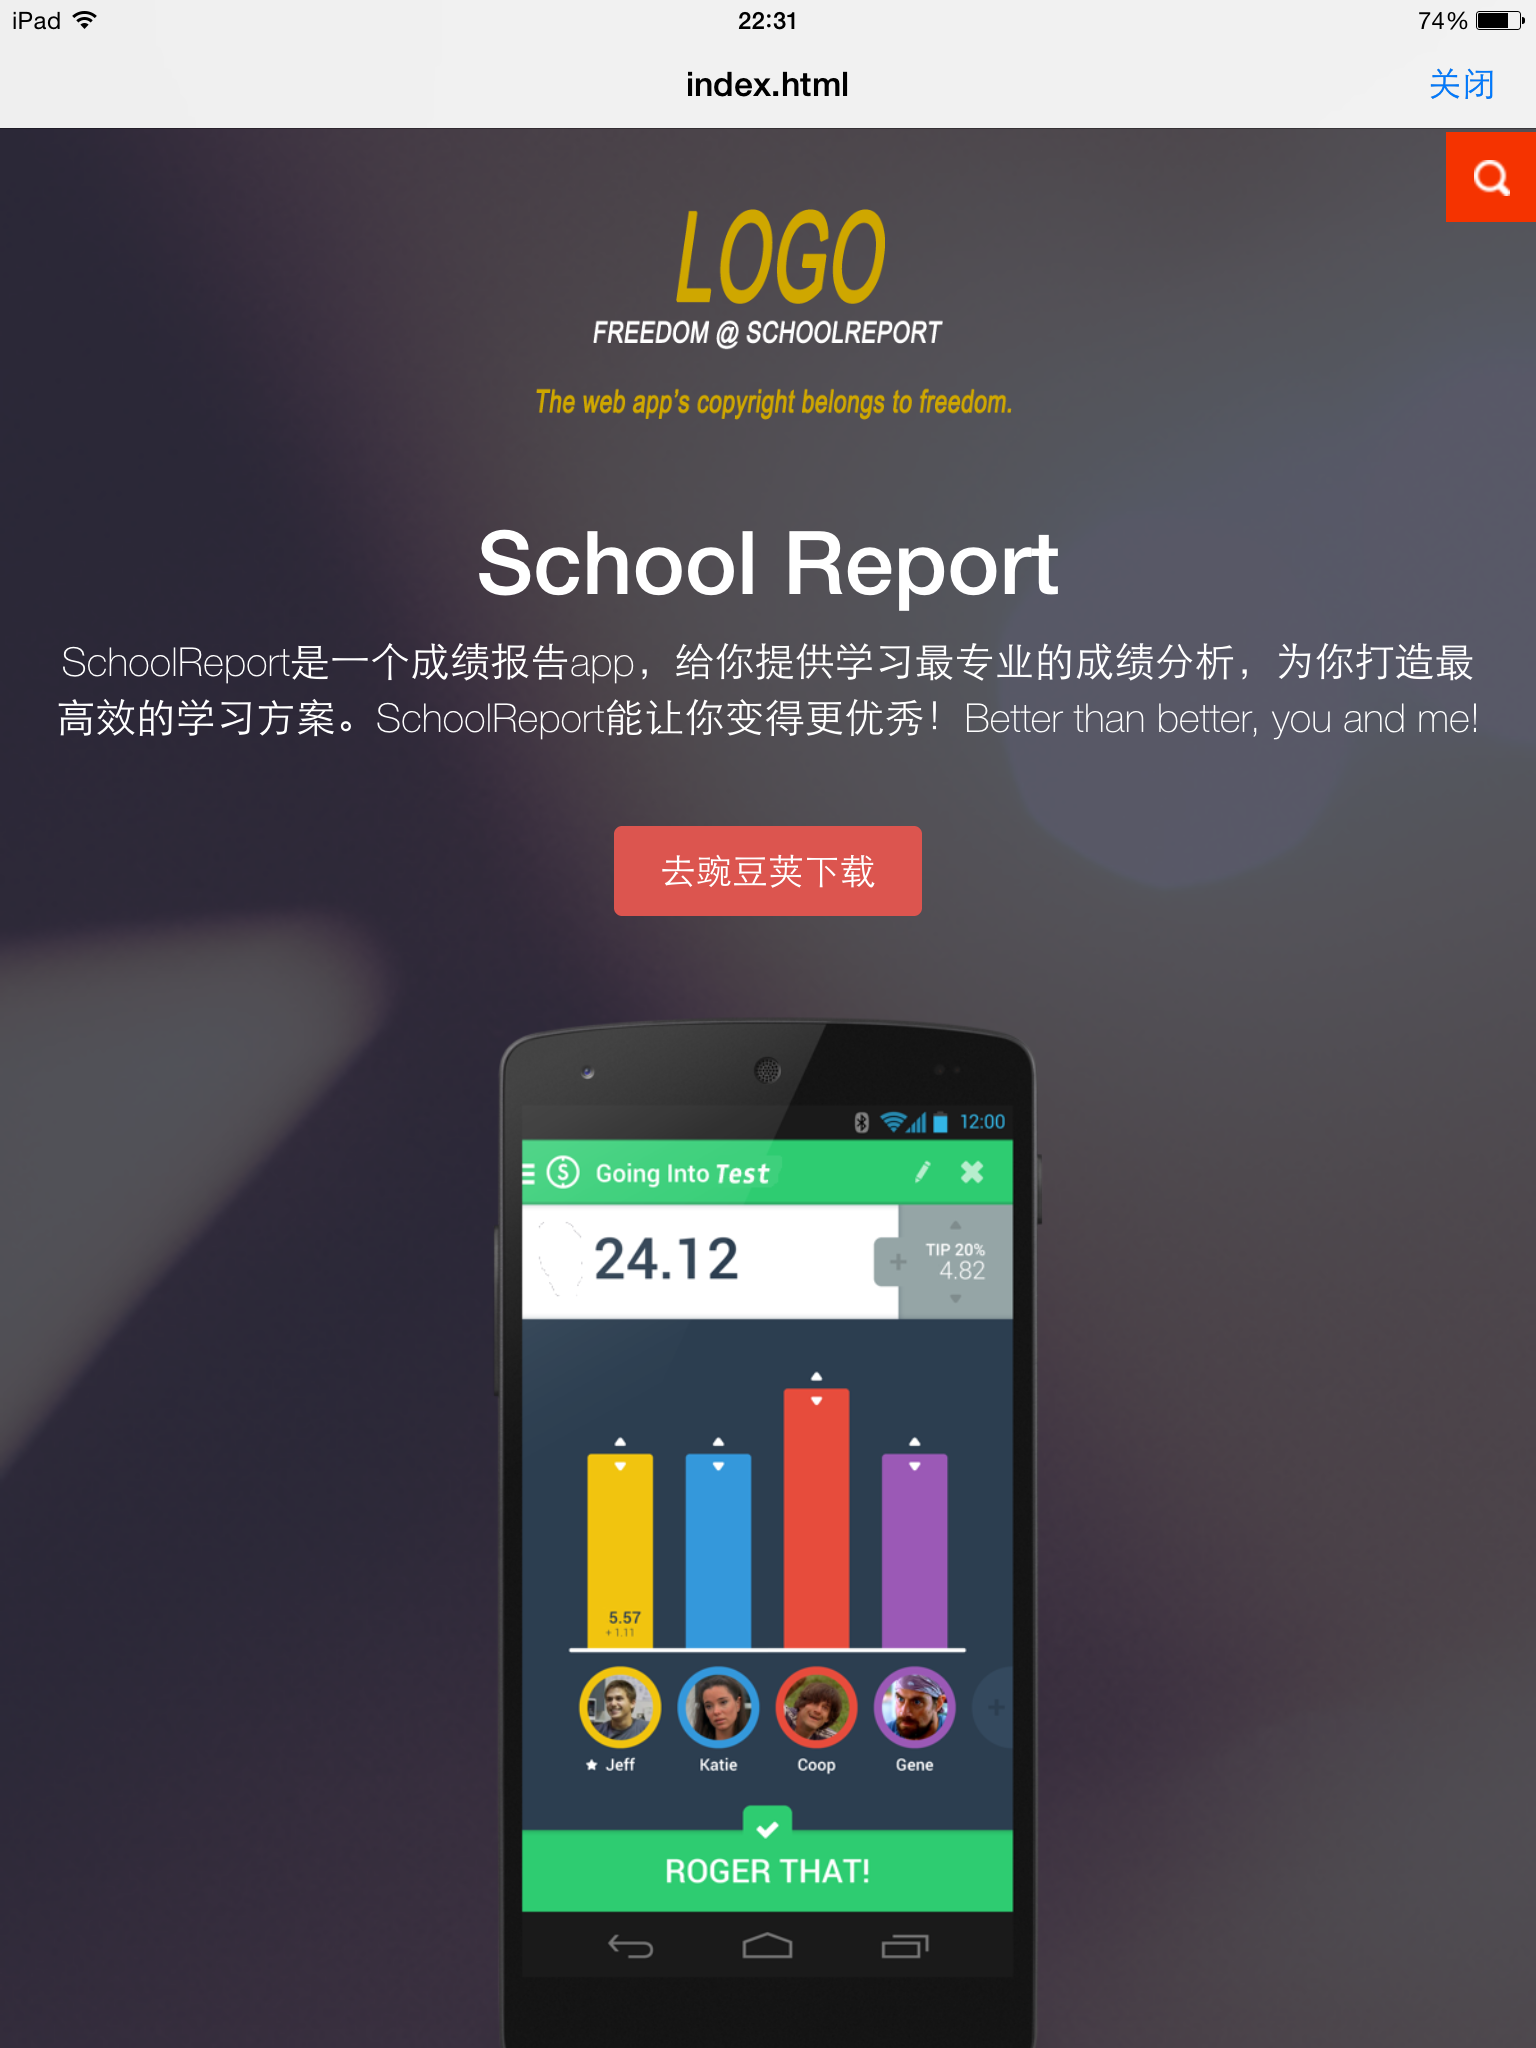 iPad 22:31 74%
index.html 关闭
LOGO
FREEDOM @ SCHOOLREPORT
The web app's copyright belongs to freedom.
School Report
SchoolReport是一个成绩报告app，给你提供学习最专业的成绩分析，为你打造最
高效的学习方案。SchoolReport能让你变得更优秀！Better than better, you and me!
去豌豆荚下载
12:00
Going Into Test
24.12
TIP 20%
4.82
5.57
+ 1.11
Jeff Katie Coop Gene
ROGER THAT!